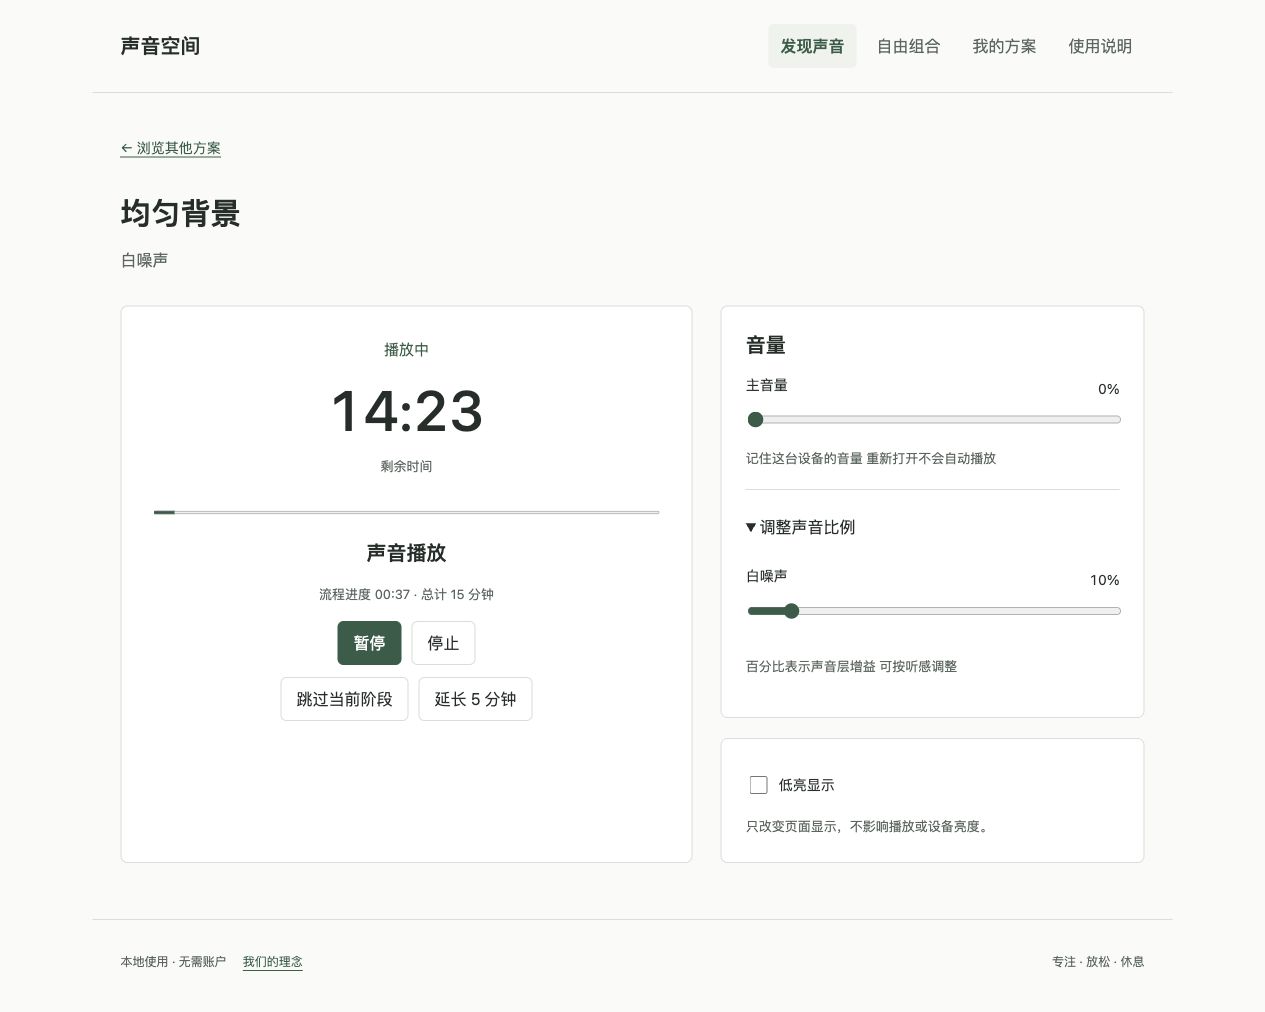 声音空间
发现声音 自由组合 我的方案 使用说明
← 浏览其他方案
均匀背景
白噪声
播放中
14:23
剩余时间
声音播放
流程进度 00:37 · 总计 15 分钟
暂停 停止
跳过当前阶段 延长 5 分钟
音量
主音量 0%
记住这台设备的音量 重新打开不会自动播放
▼调整声音比例
白噪声 10%
百分比表示声音层增益 可按听感调整
低亮显示
只改变页面显示，不影响播放或设备亮度。
本地使用 · 无需账户 我们的理念
专注 · 放松 · 休息